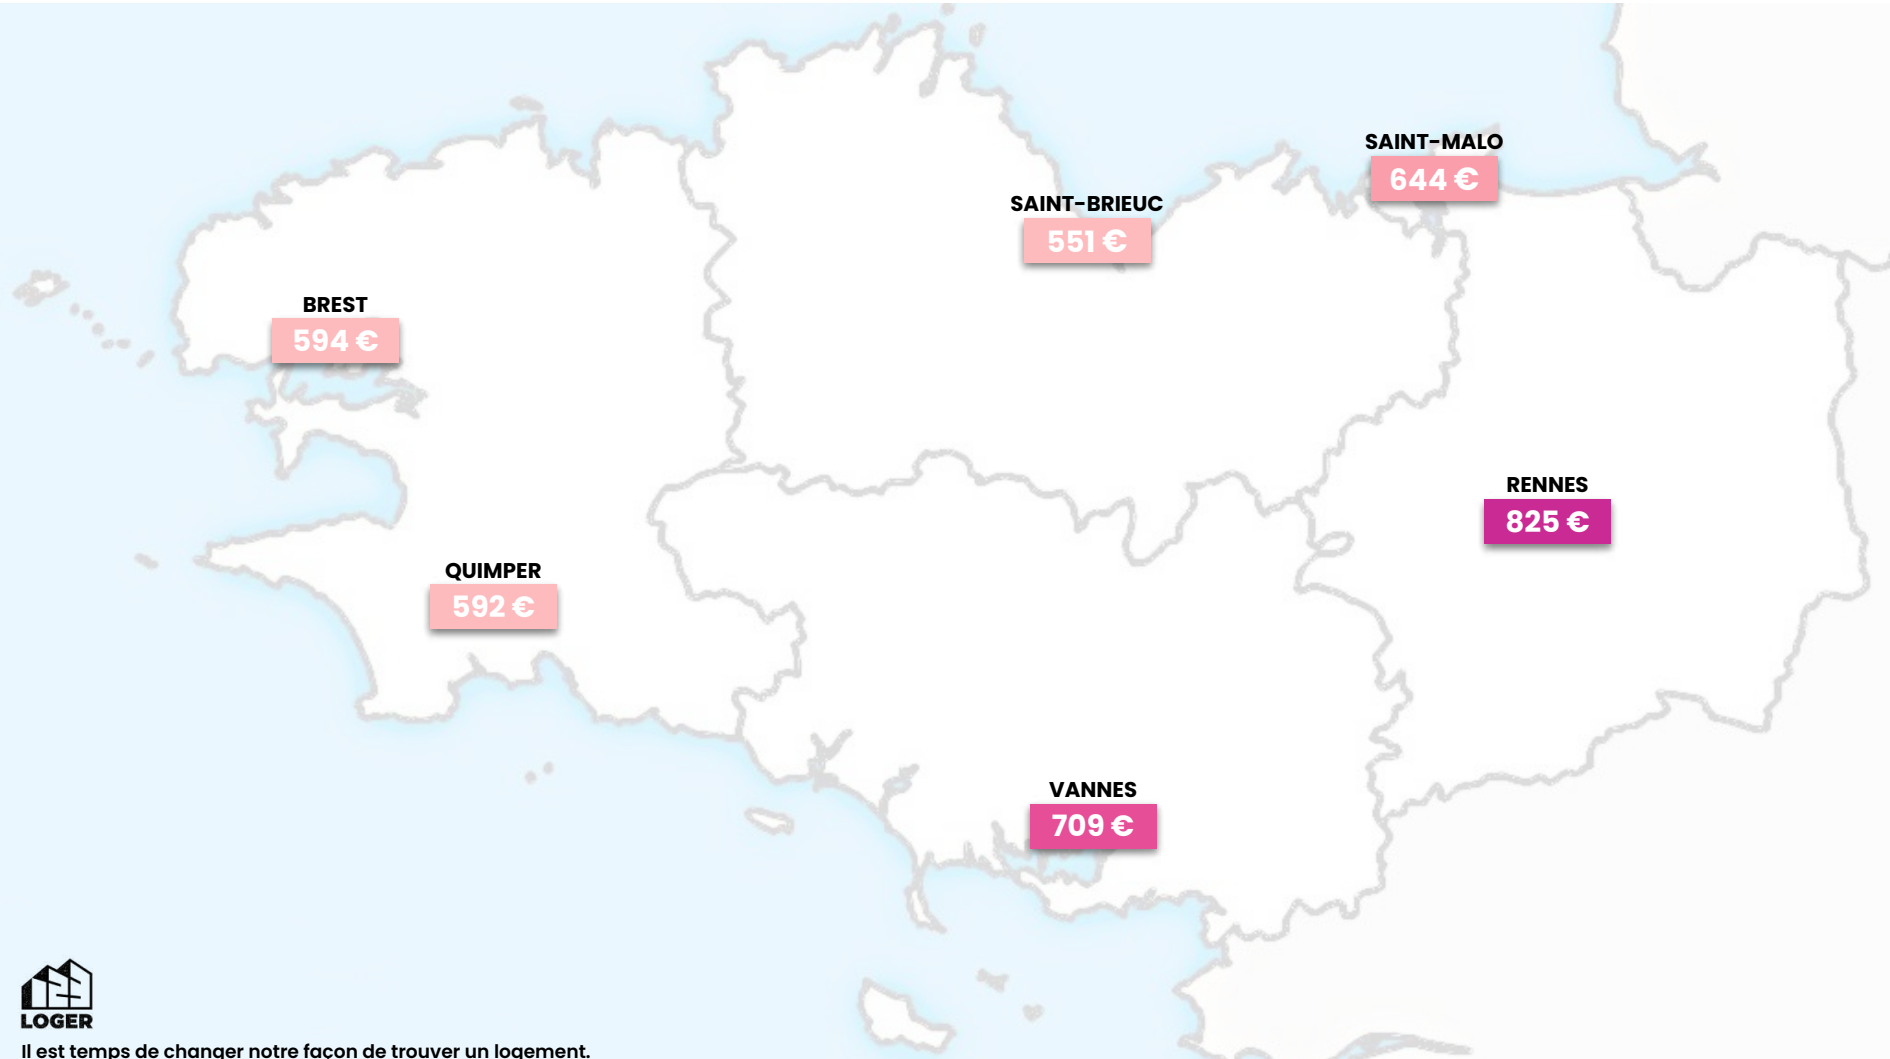 SAINT-MALO
644 €
SAINT-BRIEUC
551 €
BREST
594 €
RENNES
825 €
QUIMPER
592 €
VANNES
709 €
LOGER
Il est temps de changer notre façon de trouver un logement.